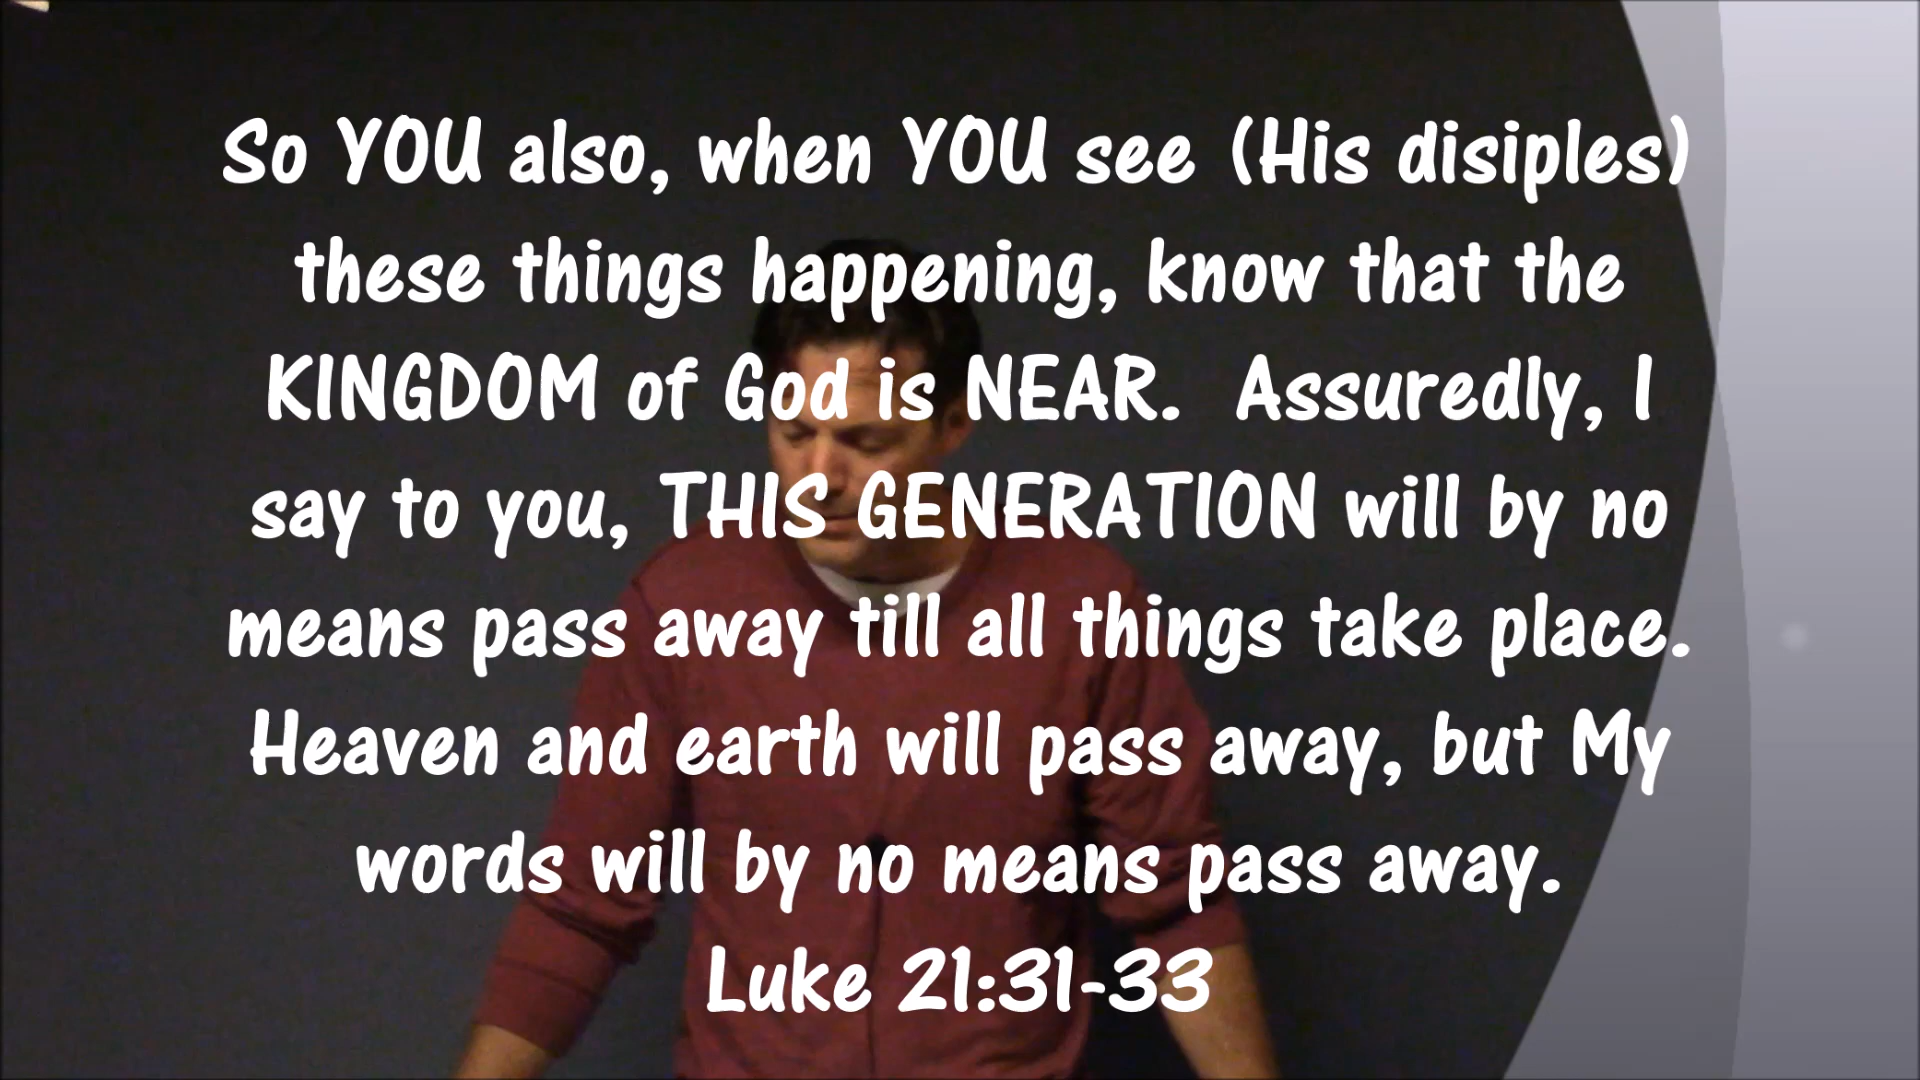 So YOU also, when YOU see (His disiples)
these things happening, know that the
KINGDOM of God is NEAR.  Assuredly, I
say to you, THIS GENERATION will by no
means pass away till all things take place.
Heaven and earth will pass away, but My
words will by no means pass away.
Luke 21:31-33